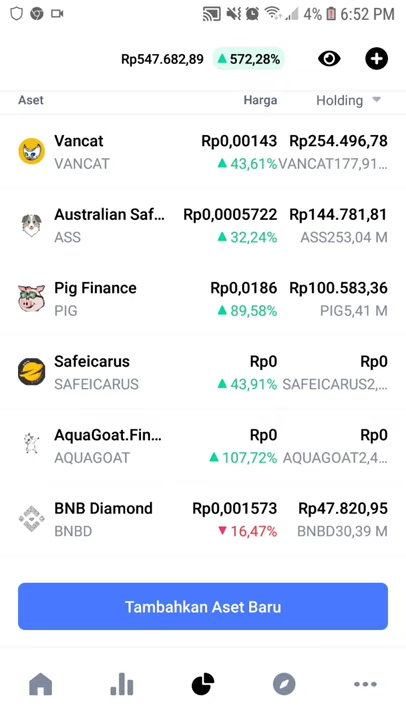 4% 6:52 PM
Rp547.682,89 ▲ 572,28%
Aset Harga Holding ▼
Vancat Rp0,00143 Rp254.496,78
VANCAT ▲ 43,61% VANCAT177,91...
Australian Saf... Rp0,0005722 Rp144.781,81
ASS ▲ 32,24% ASS253,04 M
Pig Finance Rp0,0186 Rp100.583,36
PIG ▲ 89,58% PIG5,41 M
Safeicarus Rp0 Rp0
SAFEICARUS ▲ 43,91% SAFEICARUS2,...
AquaGoat.Fin... Rp0 Rp0
AQUAGOAT ▲ 107,72% AQUAGOAT2,4...
BNB Diamond Rp0,001573 Rp47.820,95
BNBD ▼ 16,47% BNBD30,39 M
Tambahkan Aset Baru